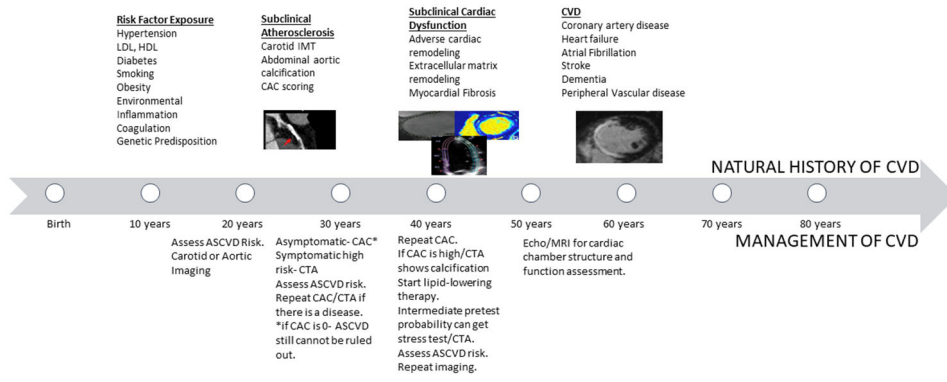 Risk Factor Exposure
Hypertension
LDL, HDL
Diabetes
Smoking
Obesity
Environmental
Inflammation
Coagulation
Genetic Predisposition
Subclinical
Atherosclerosis
Carotid IMT
Abdominal aortic
calcification
CAC scoring
Subclinical Cardiac
Dysfunction
Adverse cardiac
remodeling
Extracellular matrix
remodeling
Myocardial Fibrosis
CVD
Coronary artery disease
Heart failure
Atrial Fibrillation
Stroke
Dementia
Peripheral Vascular disease
NATURAL HISTORY OF CVD
Birth
10 years
20 years
30 years
40 years
50 years
60 years
70 years
80 years
MANAGEMENT OF CVD
Assess ASCVD Risk.
Carotid or Aortic
Imaging
Asymptomatic- CAC*
Symptomatic high
risk- CTA
Assess ASCVD risk.
Repeat CAC/CTA if
there is a disease.
*if CAC is 0- ASCVD
still cannot be ruled
out.
Repeat CAC.
If CAC is high/CTA
shows calcification
Start lipid-lowering
therapy.
Intermediate pretest
probability can get
stress test/CTA.
Assess ASCVD risk.
Repeat imaging.
Echo/MRI for cardiac
chamber structure and
function assessment.